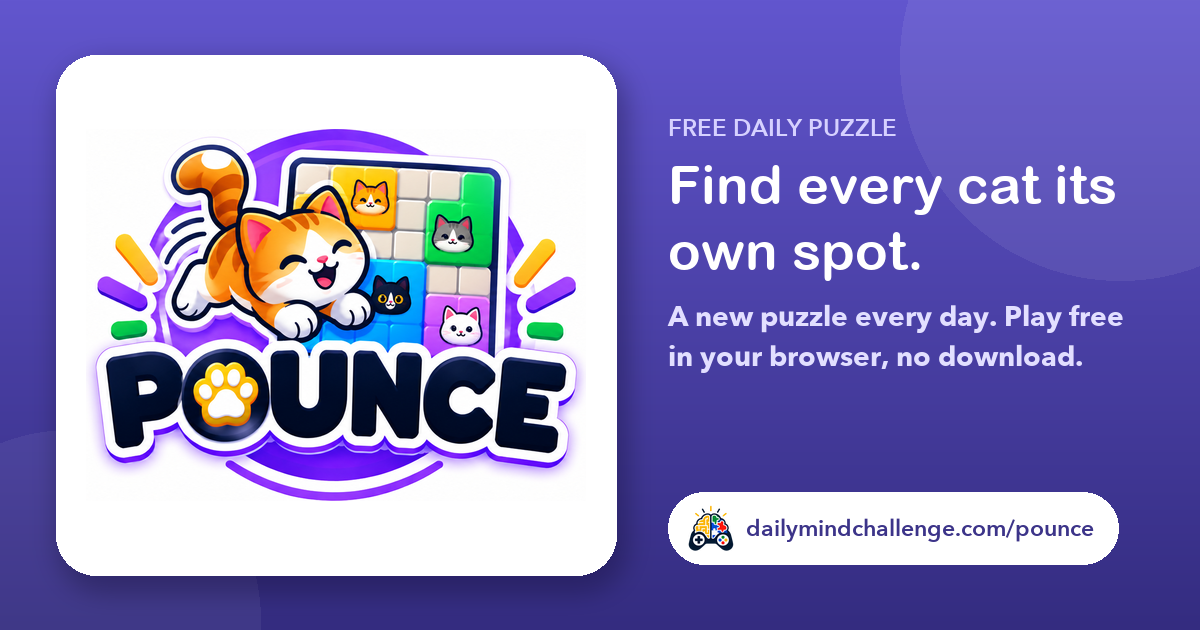 POUNCE
FREE DAILY PUZZLE
Find every cat its
own spot.
A new puzzle every day. Play free
in your browser, no download.
dailymindchallenge.com/pounce